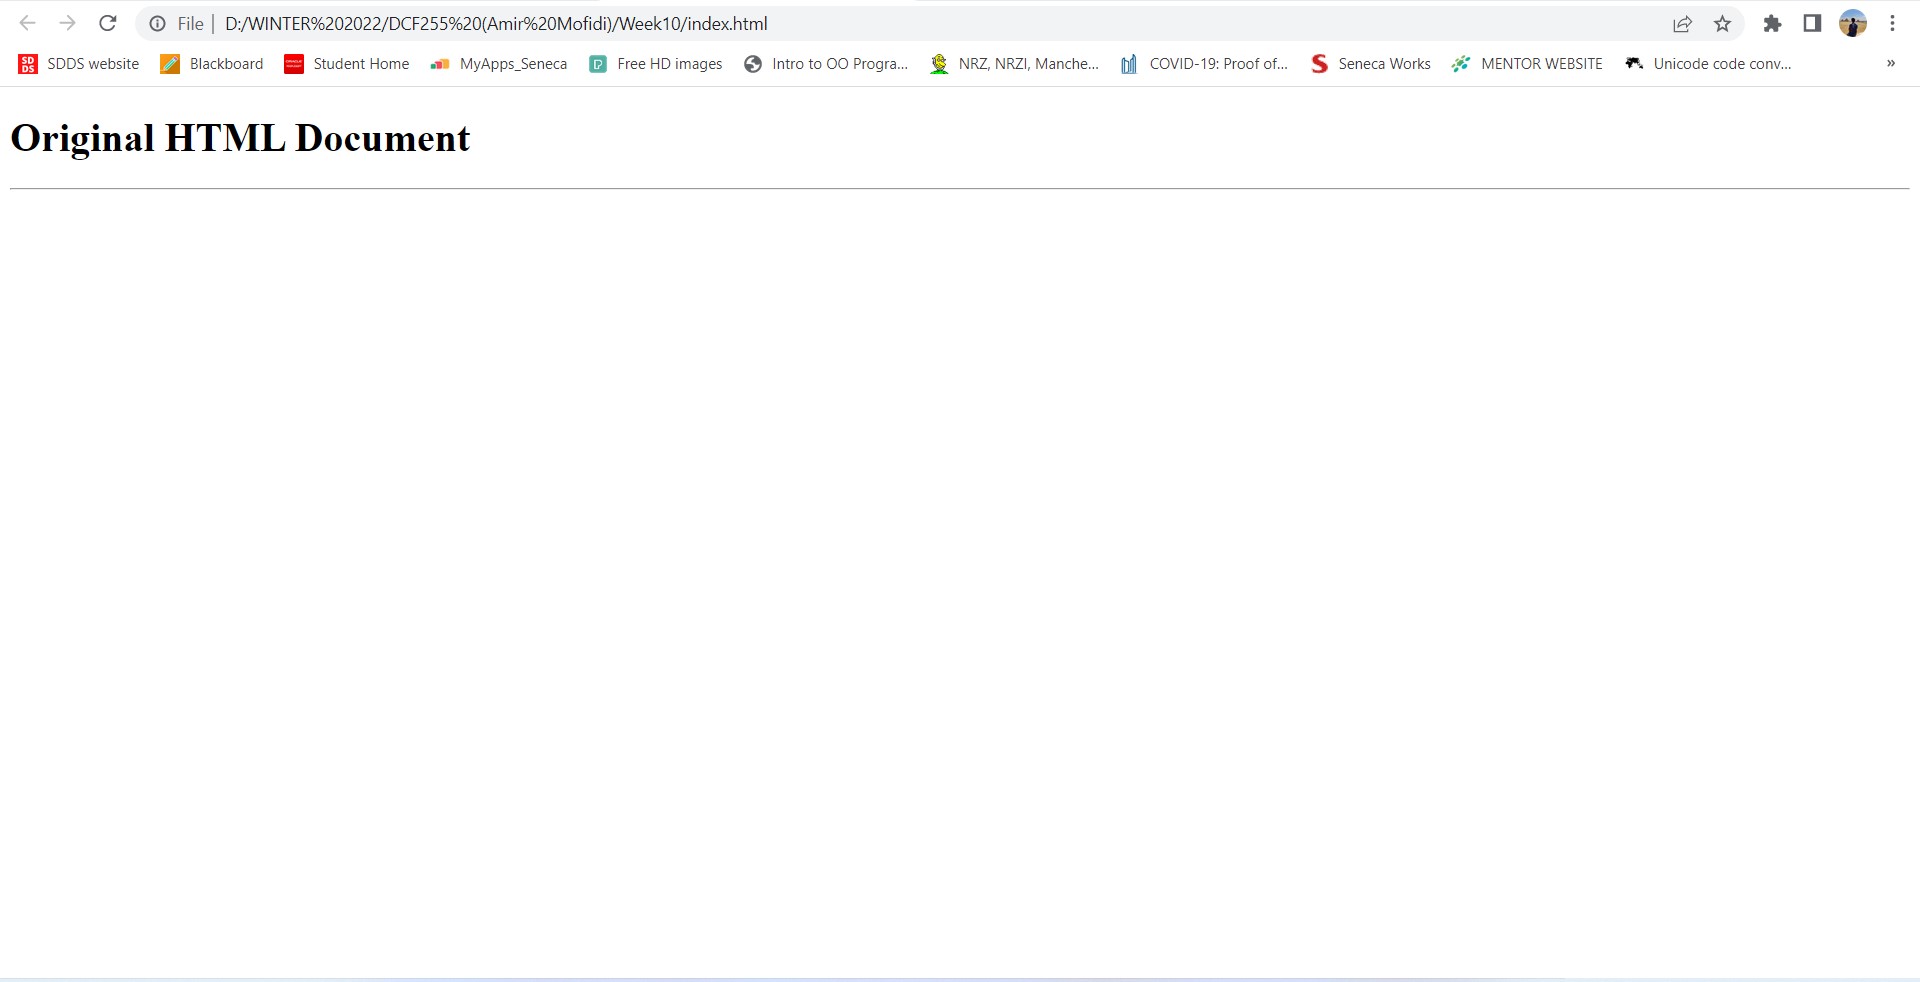 File | D:/WINTER%202022/DCF255%20(Amir%20Mofidi)/Week10/index.html
SDDS SDDS website Blackboard Student Home MyApps_Seneca Free HD images Intro to OO Progra... NRZ, NRZI, Manche... COVID-19: Proof of... S Seneca Works MENTOR WEBSITE Unicode code conv... »
Original HTML Document